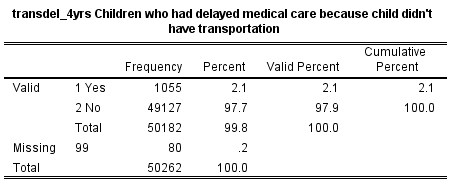 transdel_4yrs Children who had delayed medical care because child didn't
have transportation
Frequency Percent Valid Percent Cumulative Percent
Valid 1 Yes 1055 2.1 2.1 2.1
2 No 49127 97.7 97.9 100.0
Total 50182 99.8 100.0
Missing 99 80 .2
Total 50262 100.0